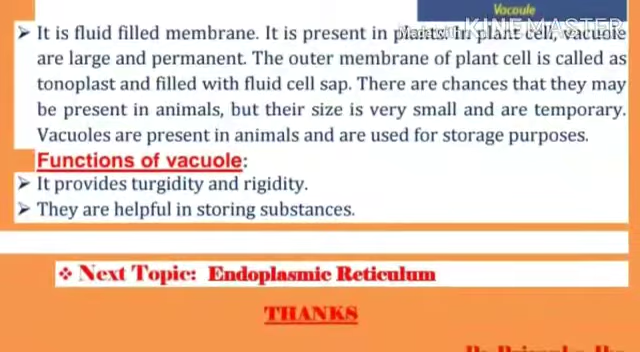 Vacoule
KINEMASTER
➤ It is fluid filled membrane. It is present in plants. In plant cell, vacuole
are large and permanent. The outer membrane of plant cell is called as
tonoplast and filled with fluid cell sap. There are chances that they may
be present in animals, but their size is very small and are temporary.
Vacuoles are present in animals and are used for storage purposes.
Functions of vacuole:
➤ It provides turgidity and rigidity.
➤ They are helpful in storing substances.
❖ Next Topic: Endoplasmic Reticulum
THANKS